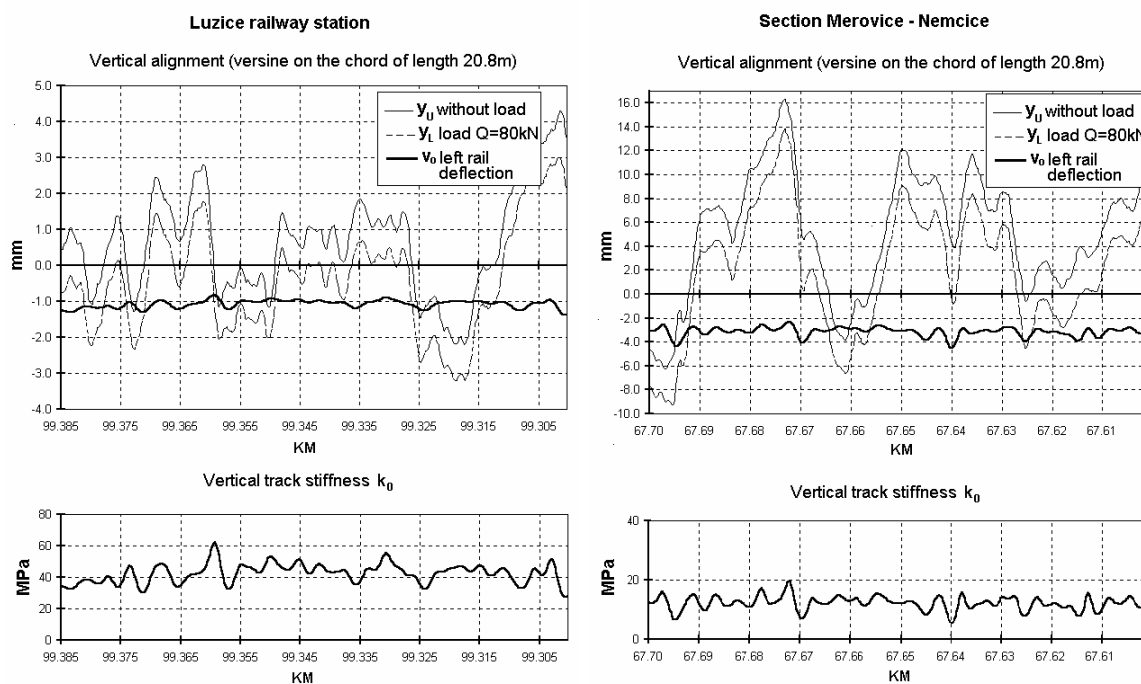 Luzice railway station
Vertical alignment (versine on the chord of length 20.8m)
5.0
4.0
3.0
2.0
1.0
0.0
-1.0
-2.0
-3.0
-4.0
mm
yU without load
yL load Q=80kN
v0 left rail
deflection
99.385 99.375 99.365 99.355 99.345 99.335 99.325 99.315 99.305
KM
Vertical track stiffness k0
80
60
40
20
0
MPa
99.385 99.375 99.365 99.355 99.345 99.335 99.325 99.315 99.305
KM
Section Merovice - Nemcice
Vertical alignment (versine on the chord of length 20.8m)
16.0
14.0
12.0
10.0
8.0
6.0
4.0
2.0
0.0
-2.0
-4.0
-6.0
-8.0
-10.0
mm
yU without load
yL load Q=80kN
v0 left rail
deflection
67.70 67.69 67.68 67.67 67.66 67.65 67.64 67.63 67.62 67.61
KM
Vertical track stiffness k0
40
20
0
MPa
67.70 67.69 67.68 67.67 67.66 67.65 67.64 67.63 67.62 67.61
KM